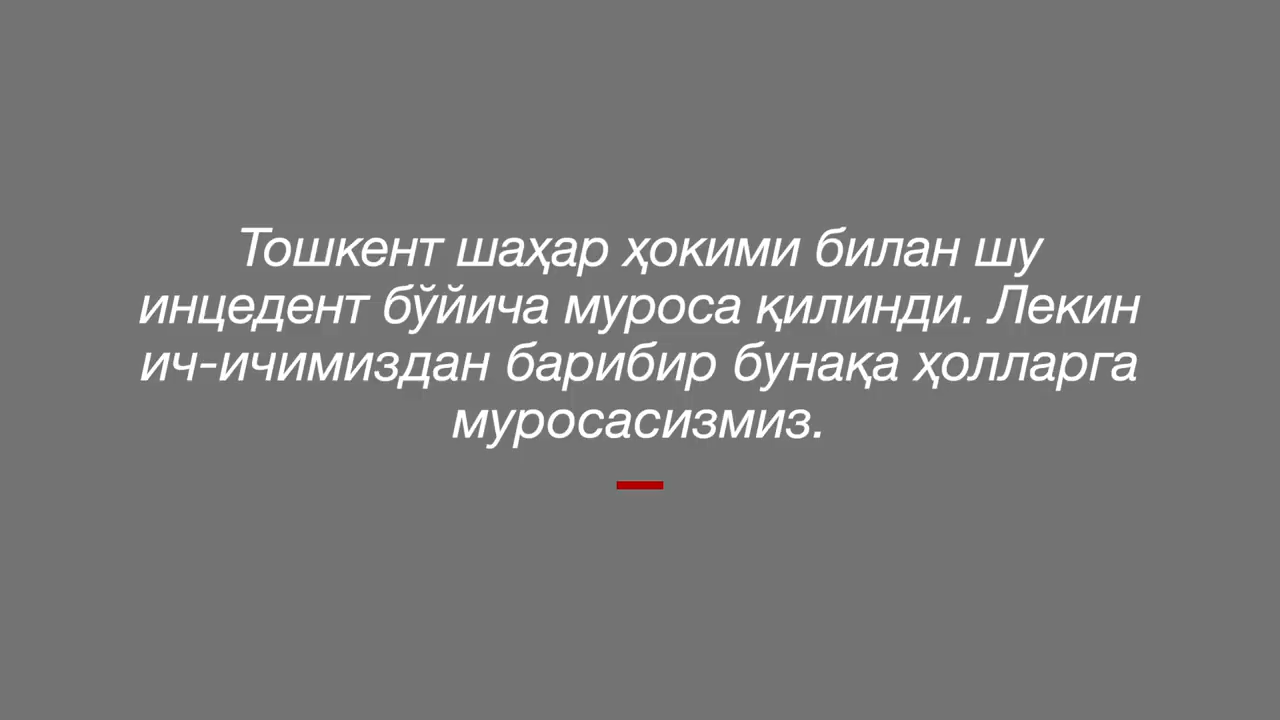 Тошкент шаҳар ҳокими билан шу
инцедент бўйича муроса қилинди. Лекин
ич-ичимиздан барибир бунақа ҳолларга
муросасизмиз.